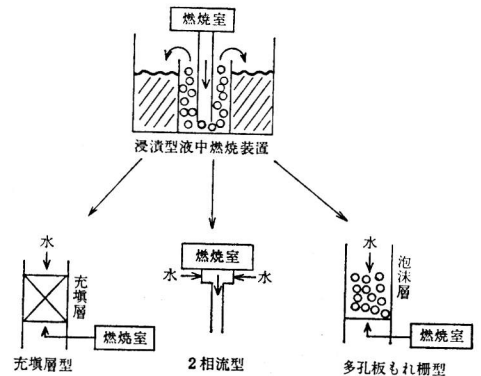 燃焼室
浸漬型液中燃焼装置
水
充填層
燃焼室
充填層型
燃焼室
水
水
2相流型
水
泡沫層
燃焼室
多孔板もれ棚型